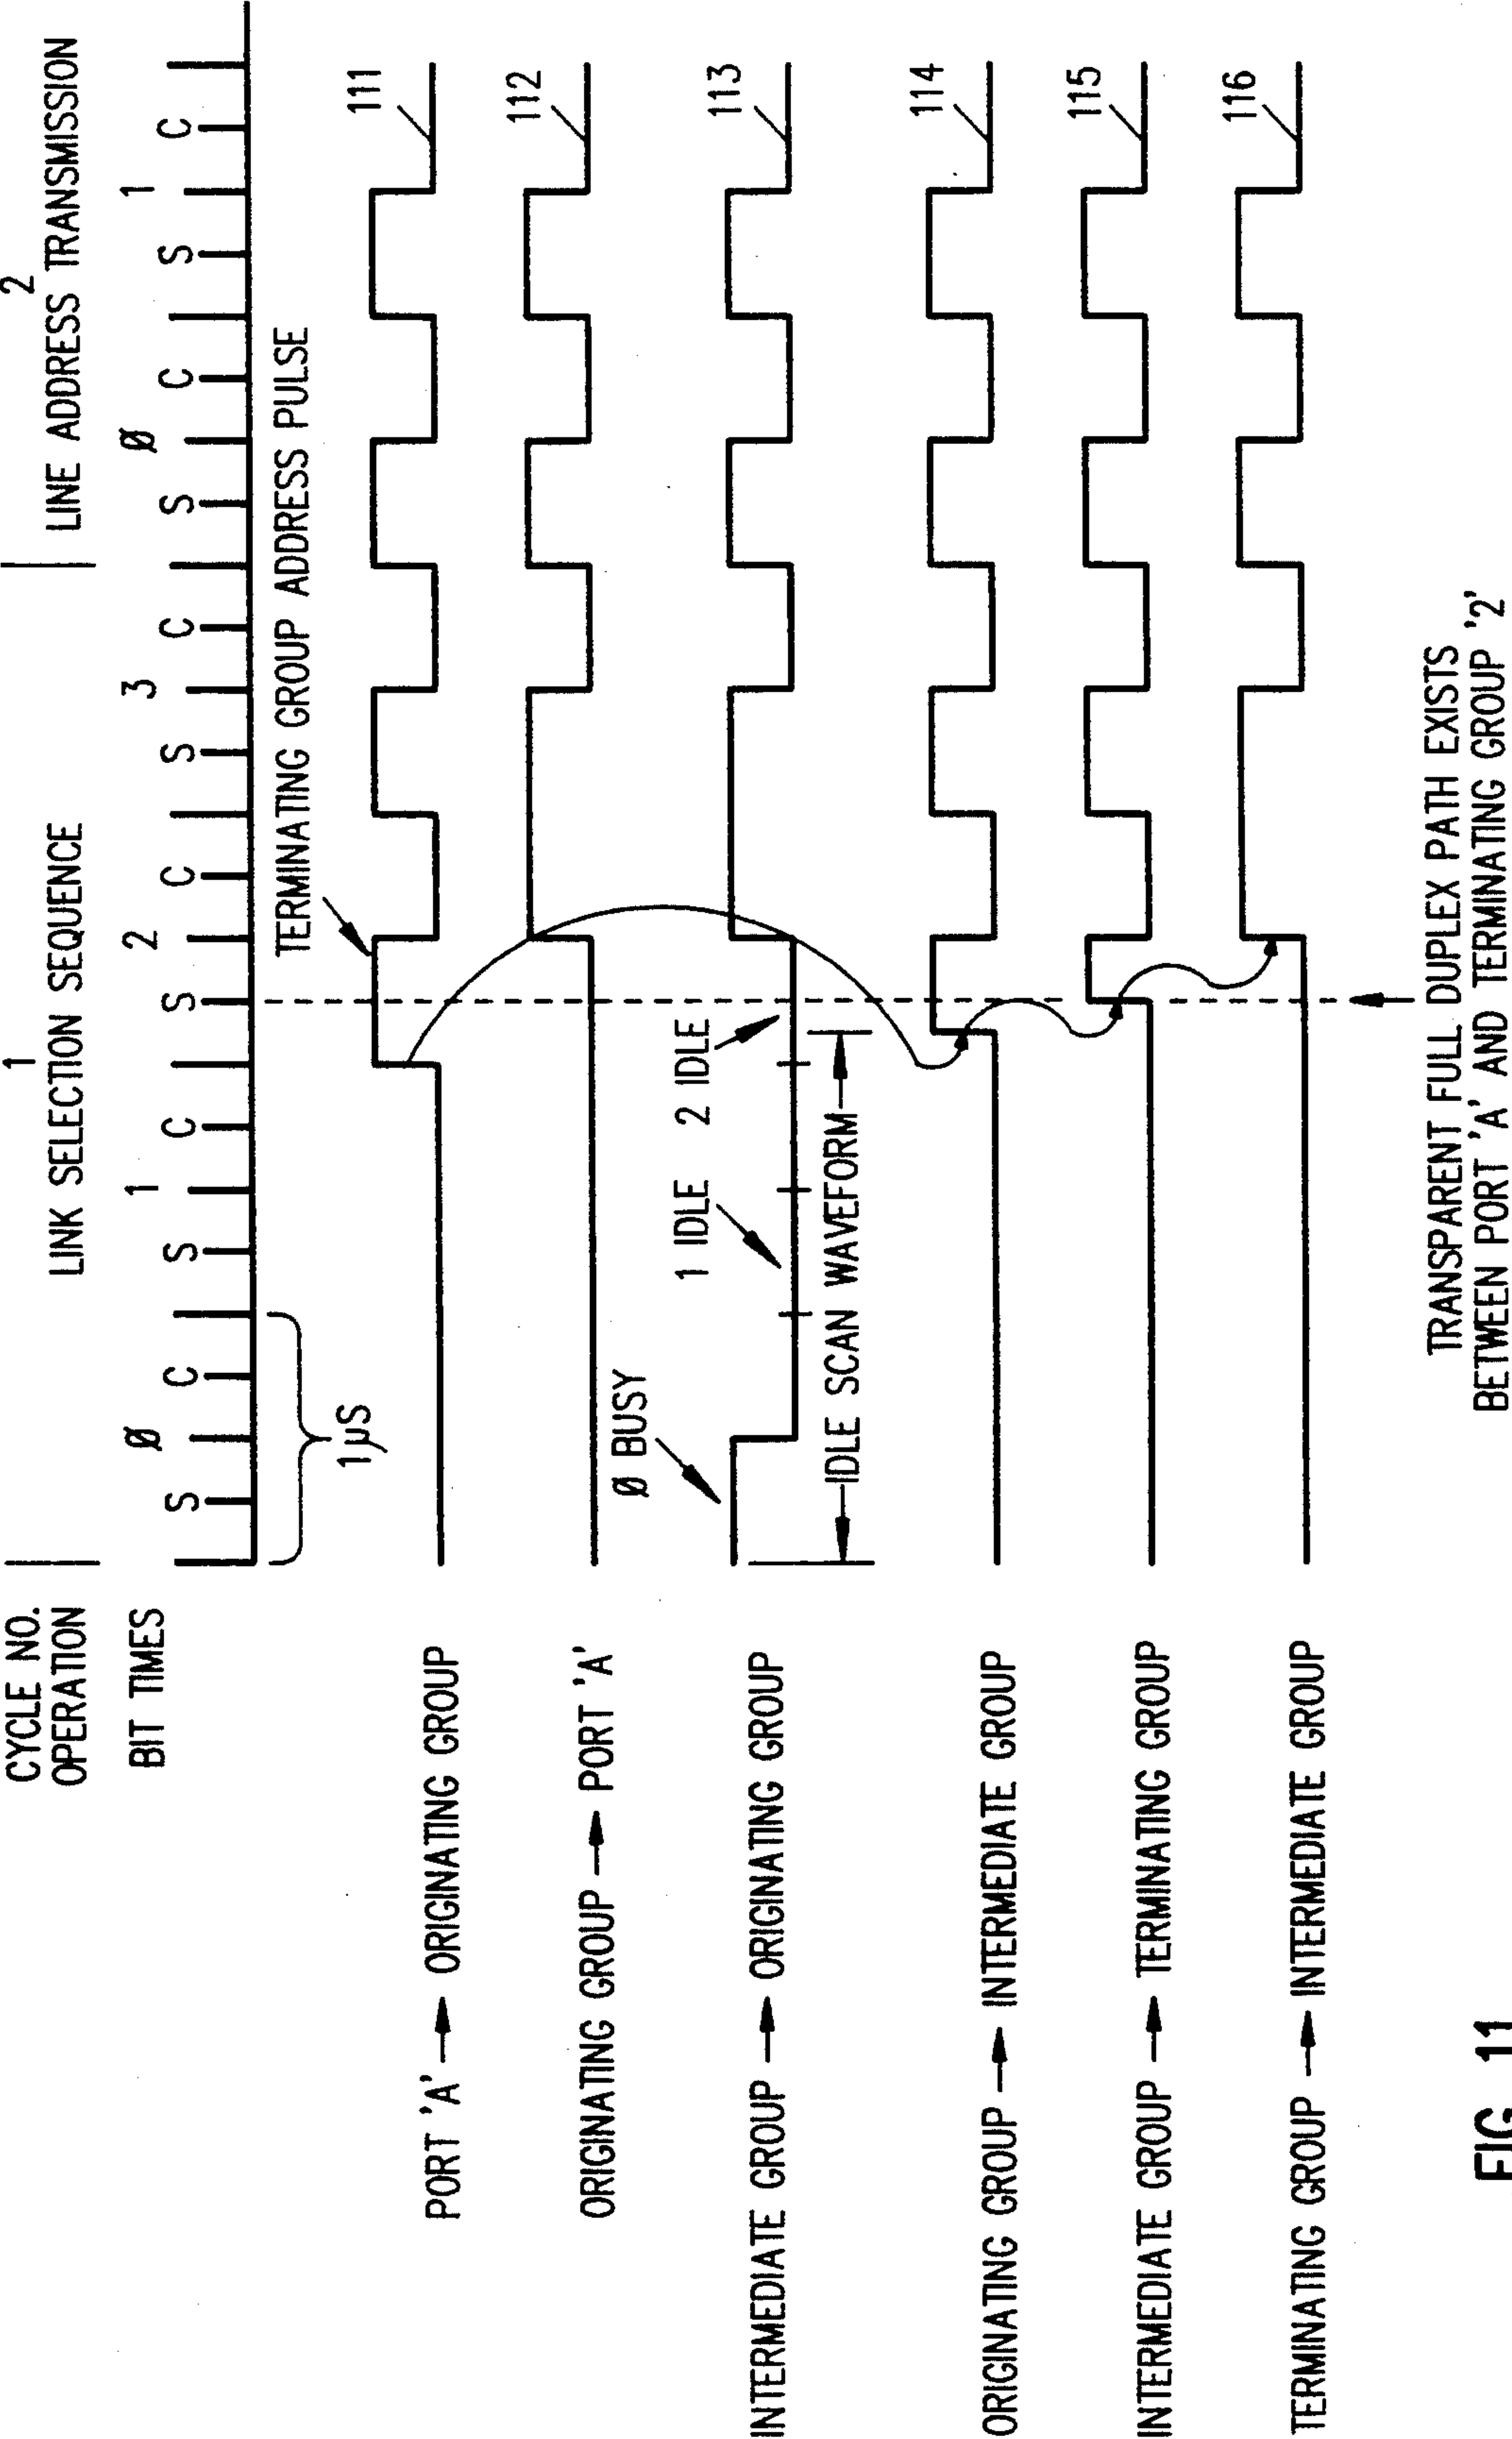 CYCLE NO.
OPERATION
1
LINK SELECTION SEQUENCE
2
LINE ADDRESS TRANSMISSION
BIT TIMES
S Ø C S 1 C S 2 C S 3 C S Ø C S 1 C
1µS
TERMINATING GROUP ADDRESS PULSE
PORT 'A' → ORIGINATING GROUP
111
ORIGINATING GROUP → PORT 'A'
112
Ø BUSY
1 IDLE
2 IDLE
INTERMEDIATE GROUP → ORIGINATING GROUP
113
IDLE SCAN WAVEFORM
ORIGINATING GROUP → INTERMEDIATE GROUP
114
INTERMEDIATE GROUP → TERMINATING GROUP
115
TERMINATING GROUP → INTERMEDIATE GROUP
116
TRANSPARENT FULL DUPLEX PATH EXISTS
BETWEEN PORT 'A' AND TERMINATING GROUP '2'
FIG. 11